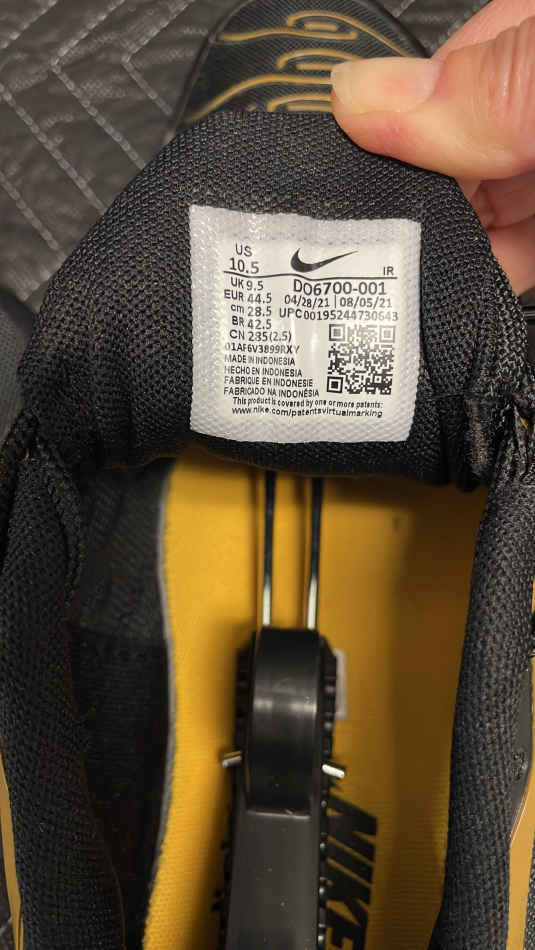 US
10.5
IR
UK 9.5
DO6700-001
EUR 44.5
04/28/21 | 08/05/21
cm 28.5
UPC 00195244730643
BR 42.5
CN 285(2.5)
01AF6V3899RXY
MADE IN INDONESIA
HECHO EN INDONESIA
FABRIQUE EN INDONESIE
FABRICADO NA INDONÉSIA
This product is covered by one or more patents:
www.nike.com/patentsvirtualmarking
NIKE